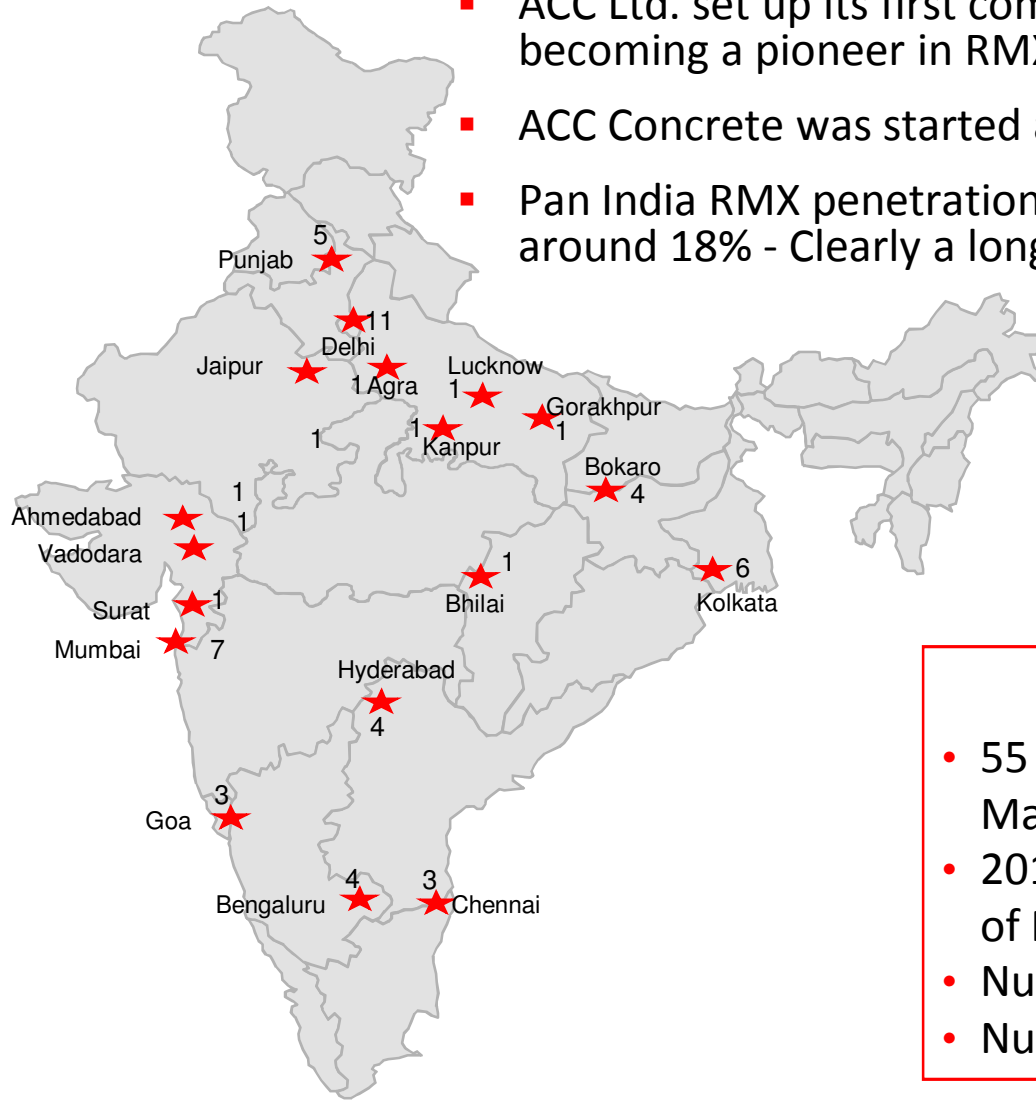 ▪ ACC Ltd. set up its first com
becoming a pioneer in RMX
▪ ACC Concrete was started a
▪ Pan India RMX penetration
around 18% - Clearly a long
5
Punjab
11
Delhi
Jaipur
Lucknow
1 Agra
1
Gorakhpur
1
1
1
Kanpur
Bokaro
4
1
Ahmedabad
1
Vadodara
1
6
Bhilai
Kolkata
1
Surat
Mumbai
7
Hyderabad
4
3
Goa
4
3
Bengaluru
Chennai
• 55
Ma
• 201
of
• Nu
• Nu